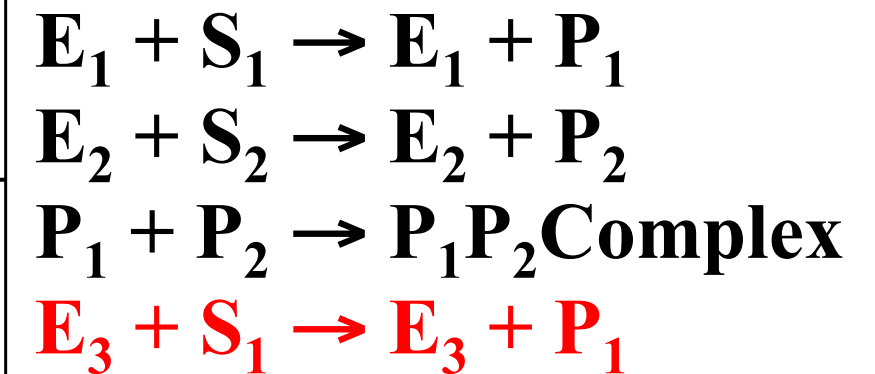 E₁ + S₁ → E₁ + P₁
E₂ + S₂ → E₂ + P₂
P₁ + P₂ → P₁P₂Complex
E₃ + S₁ → E₃ + P₁